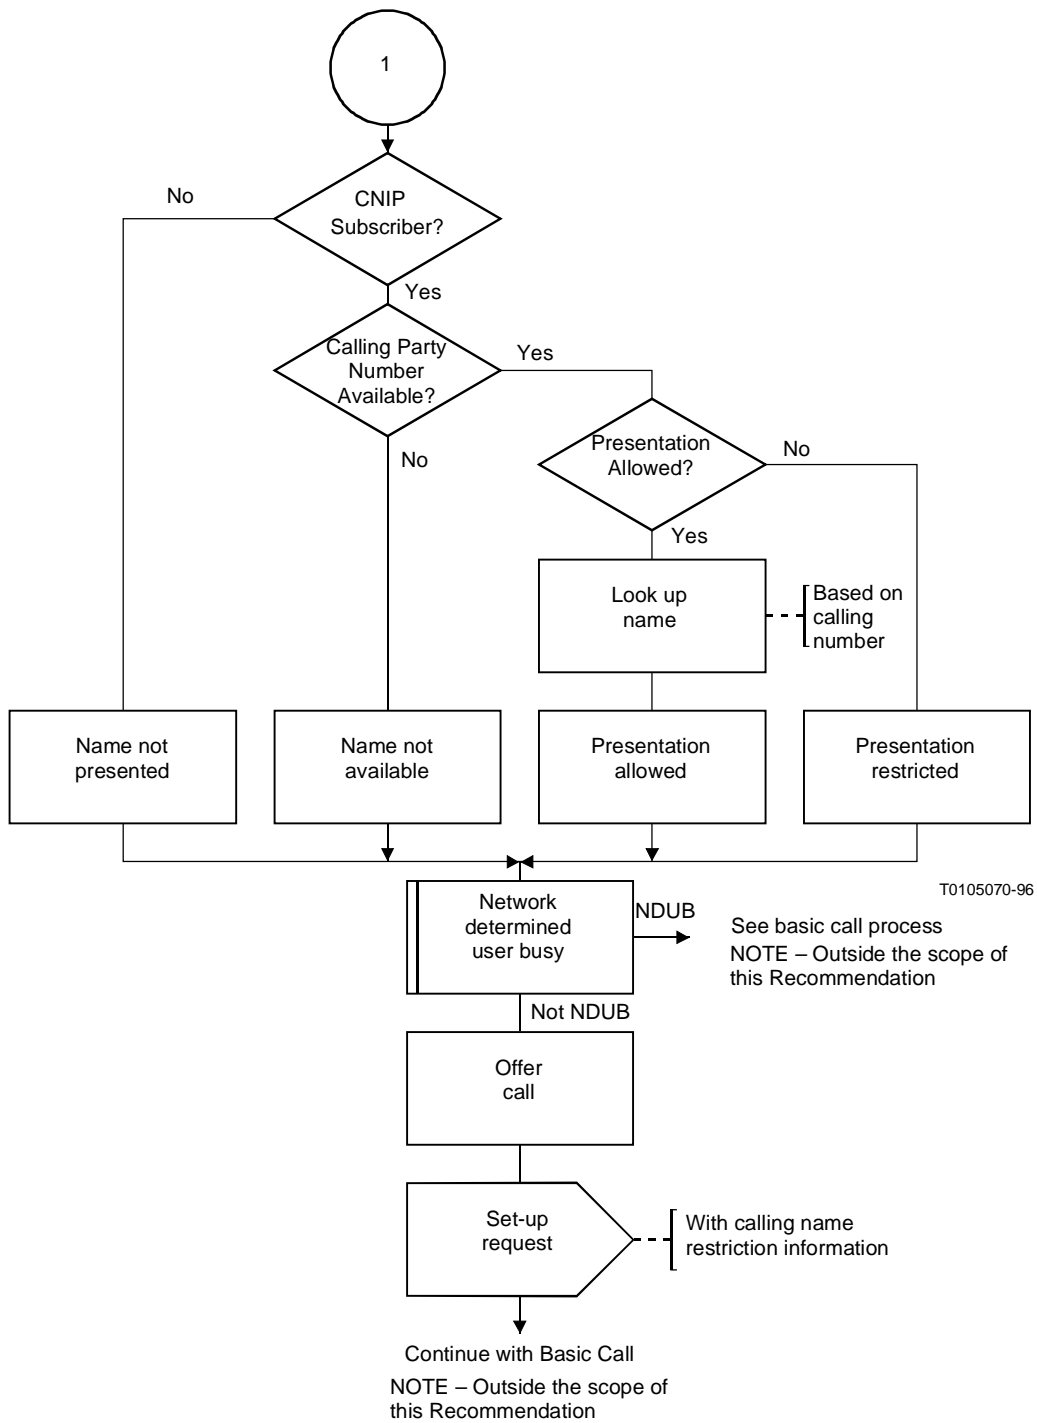 1
No
CNIP
Subscriber?
Yes
Calling Party
Number
Available?
Yes
No
Presentation
Allowed?
No
Yes
Look up
name
Based on
calling
number
Name not
presented
Name not
available
Presentation
allowed
Presentation
restricted
T0105070-96
Network
determined
user busy
NDUB
See basic call process
NOTE – Outside the scope of
this Recommendation
Not NDUB
Offer
call
Set-up
request
With calling name
restriction information
Continue with Basic Call
NOTE – Outside the scope of
this Recommendation